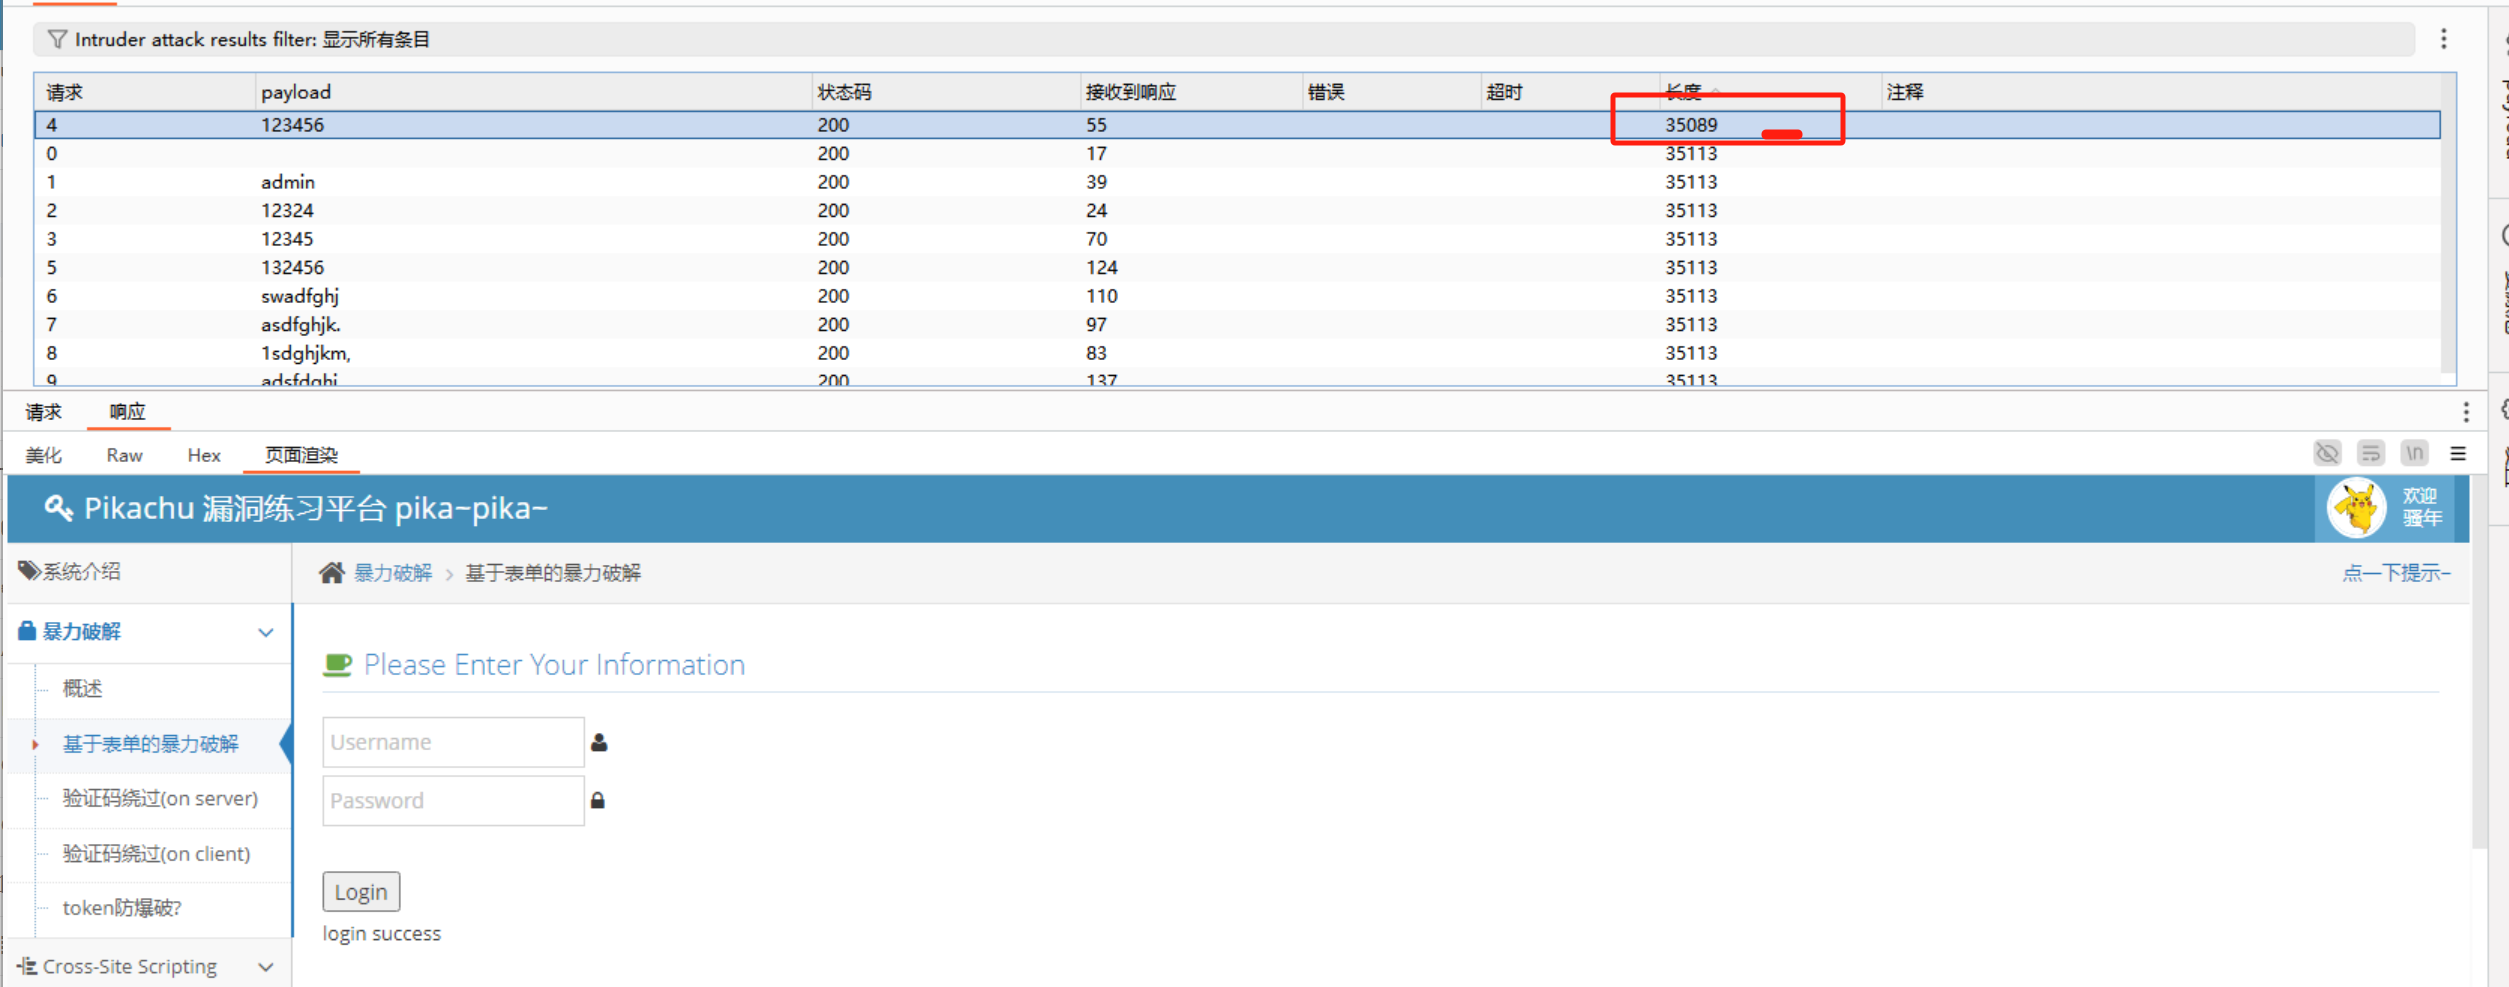 Intruder attack results filter: 显示所有条目
请求 payload 状态码 接收到响应 错误 超时 长度 注释
4 123456 200 55 35089
0 200 17 35113
1 admin 200 39 35113
2 12324 200 24 35113
3 12345 200 70 35113
5 132456 200 124 35113
6 swadfghj 200 110 35113
7 asdfghjk. 200 97 35113
8 1sdghjkm, 200 83 35113
9 adsfdghj 200 137 35113
请求 响应
美化 Raw Hex 页面渲染 \n
Pikachu 漏洞练习平台 pika~pika~
欢迎
骚年
系统介绍
暴力破解 > 基于表单的暴力破解
点一下提示~
暴力破解
概述
基于表单的暴力破解
验证码绕过(on server)
验证码绕过(on client)
token防爆破?
Cross-Site Scripting
Please Enter Your Information
Username
Password
Login
login success